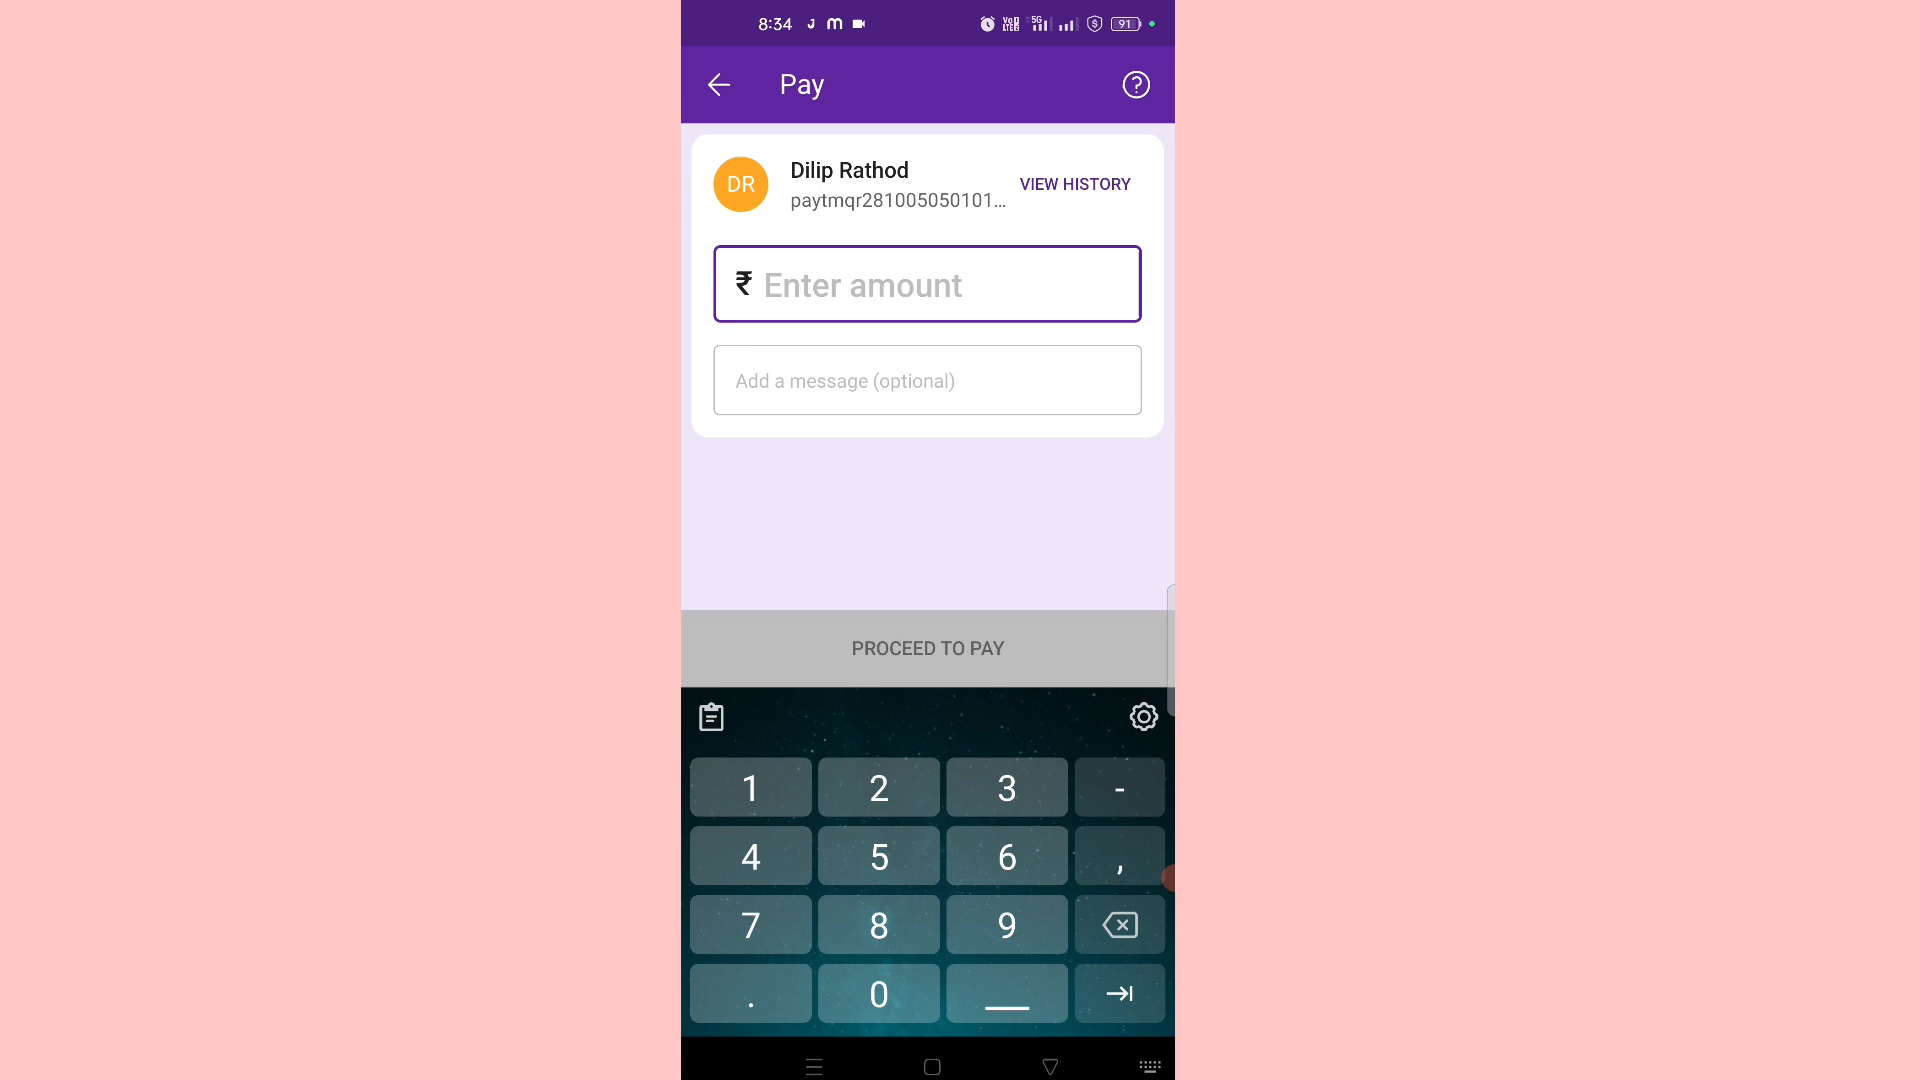 8:34
91
Pay
DR
Dilip Rathod
paytmqr281005050101...
VIEW HISTORY
₹ Enter amount
Add a message (optional)
PROCEED TO PAY
1 2 3 -
4 5 6 ,
7 8 9
. 0